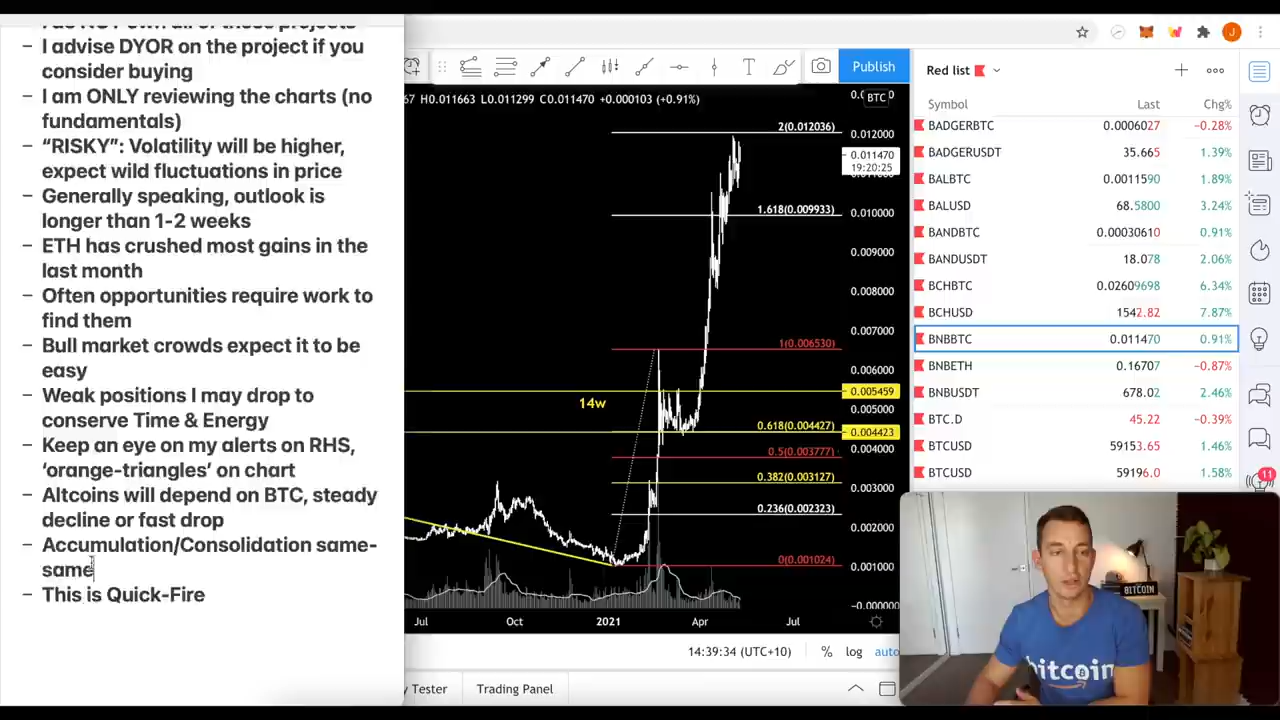 – I advise DYOR on the project if you
consider buying
– I am ONLY reviewing the charts (no
fundamentals)
– “RISKY”: Volatility will be higher,
expect wild fluctuations in price
– Generally speaking, outlook is
longer than 1-2 weeks
– ETH has crushed most gains in the
last month
– Often opportunities require work to
find them
– Bull market crowds expect it to be
easy
– Weak positions I may drop to
conserve Time & Energy
– Keep an eye on my alerts on RHS,
‘orange-triangles’ on chart
– Altcoins will depend on BTC, steady
decline or fast drop
– Accumulation/Consolidation same-
same
– This is Quick-Fire
J
T
Publish
67 H0.011663 L0.011299 C0.011470 +0.000103 (+0.91%)
BTC
2(0.012036)
0.012000
0.011470
19:20:25
1.618(0.009933)
0.010000
0.009000
0.008000
0.007000
1(0.006530)
0.006000
0.005459
14w
0.005000
0.618(0.004427)
0.004423
0.5(0.003777)
0.004000
0.382(0.003127)
0.003000
0.236(0.002323)
0.002000
0(0.001024)
0.001000
−0.000000
Jul Oct 2021 Apr Jul
14:39:34 (UTC+10) % log auto
y Tester Trading Panel
Red list
Symbol Last Chg%
BADGERBTC 0.0006027 −0.28%
BADGERUSDT 35.665 1.39%
BALBTC 0.0011590 1.89%
BALUSD 68.5800 3.24%
BANDBTC 0.00030610 0.91%
BANDUSDT 18.078 2.06%
BCHBTC 0.02609698 6.34%
BCHUSD 1542.82 7.87%
BNBBTC 0.011470 0.91%
BNBETH 0.16707 −0.87%
BNBUSDT 678.02 2.46%
BTC.D 45.22 −0.39%
BTCUSD 59153.65 1.46%
BTCUSD 59196.0 1.58%
11
BITCOIN
bitcoin